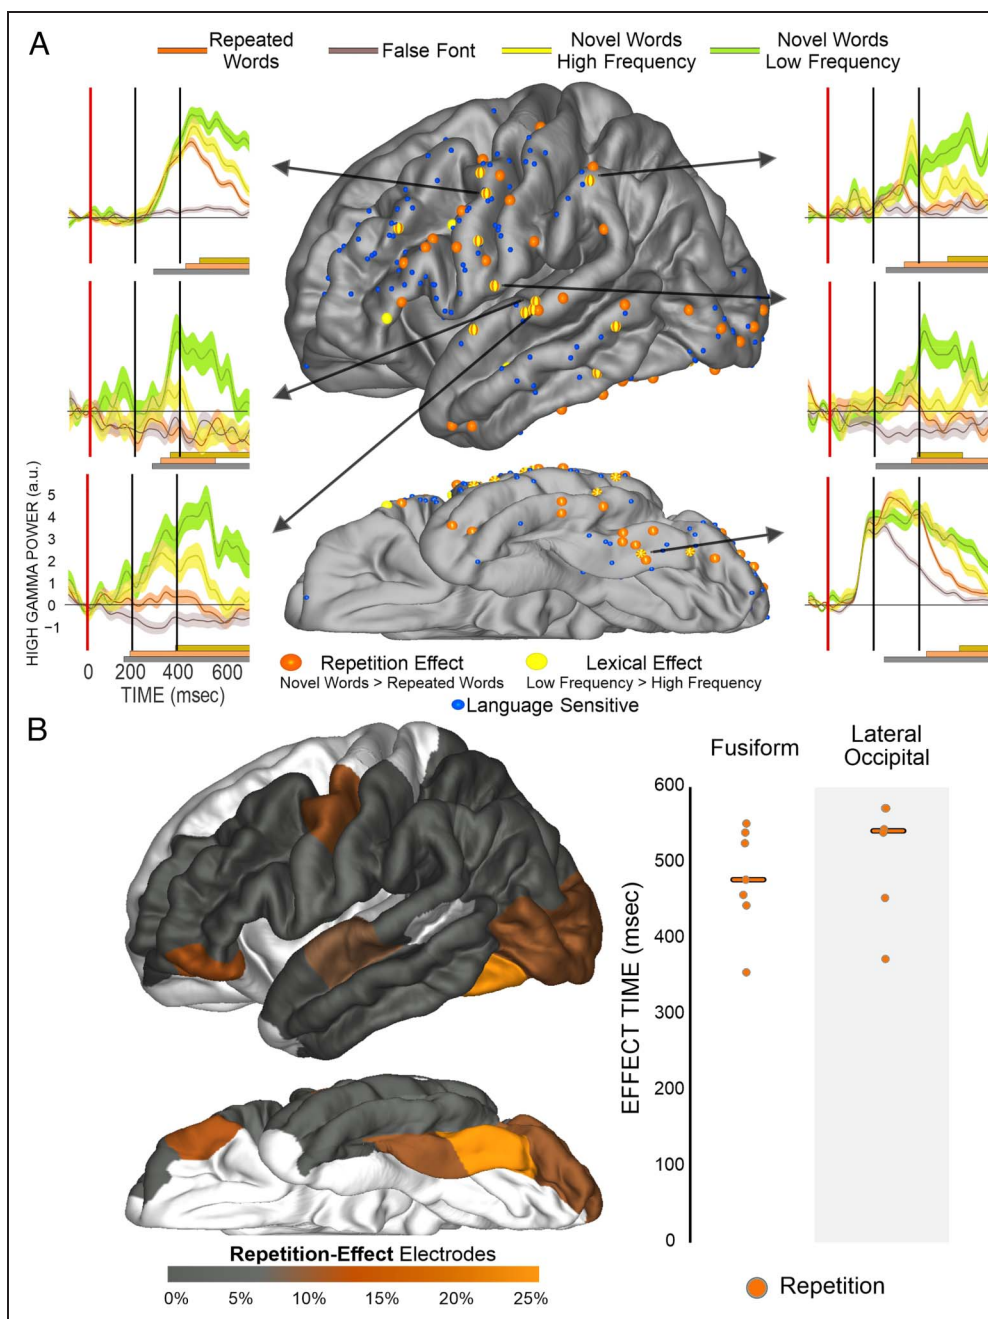 A
Repeated
Words
False Font
Novel Words
High Frequency
Novel Words
Low Frequency
HIGH GAMMA POWER (a.u.)
5
4
3
2
1
0
−1
0 200 400 600
TIME (msec)
Repetition Effect
Novel Words > Repeated Words
Lexical Effect
Low Frequency > High Frequency
Language Sensitive
B
Fusiform
Lateral
Occipital
EFFECT TIME (msec)
600
500
400
300
200
100
0
Repetition
Repetition-Effect Electrodes
0% 5% 10% 15% 20% 25%